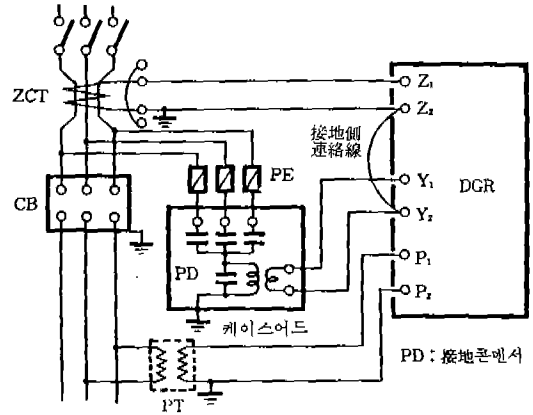 ZCT
Z₁
Z₂
接地側
連絡線
PE
Y₁
DGR
CB
Y₂
PD
P₁
케이스어드
P₂
PD : 接地콘덴서
PT